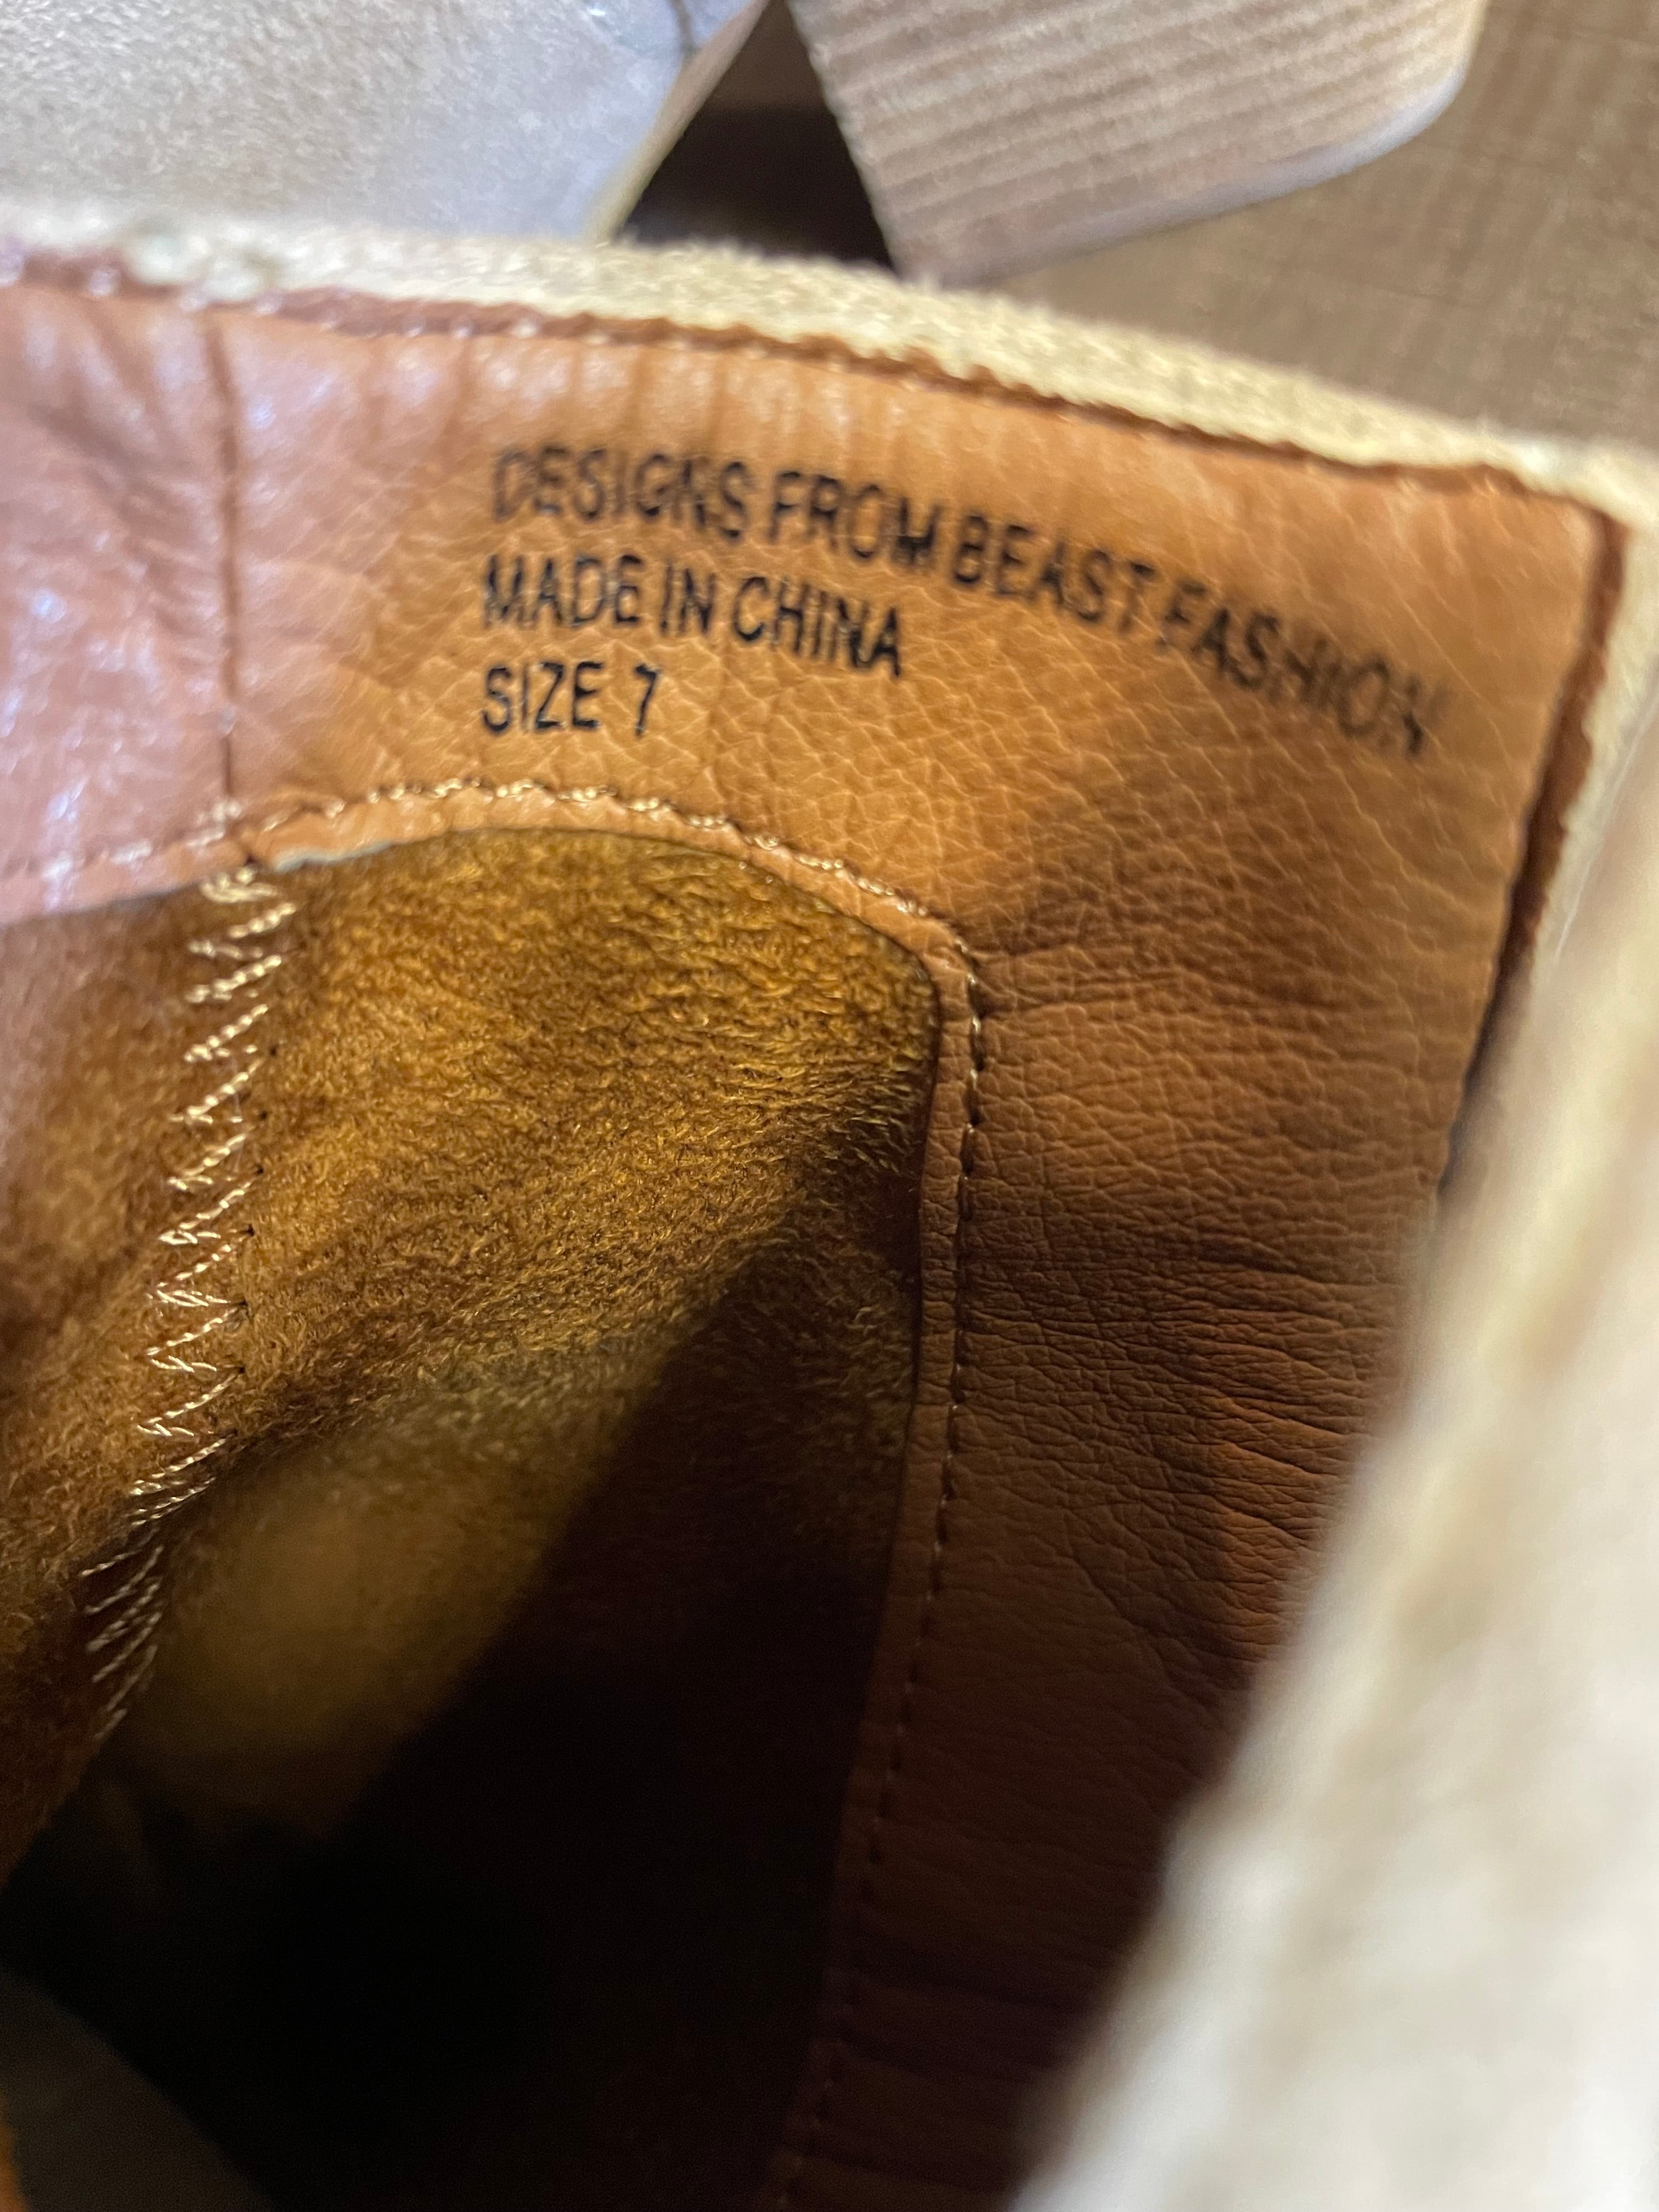 DESIGNS FROM BEAST FASHION
MADE IN CHINA
SIZE 7